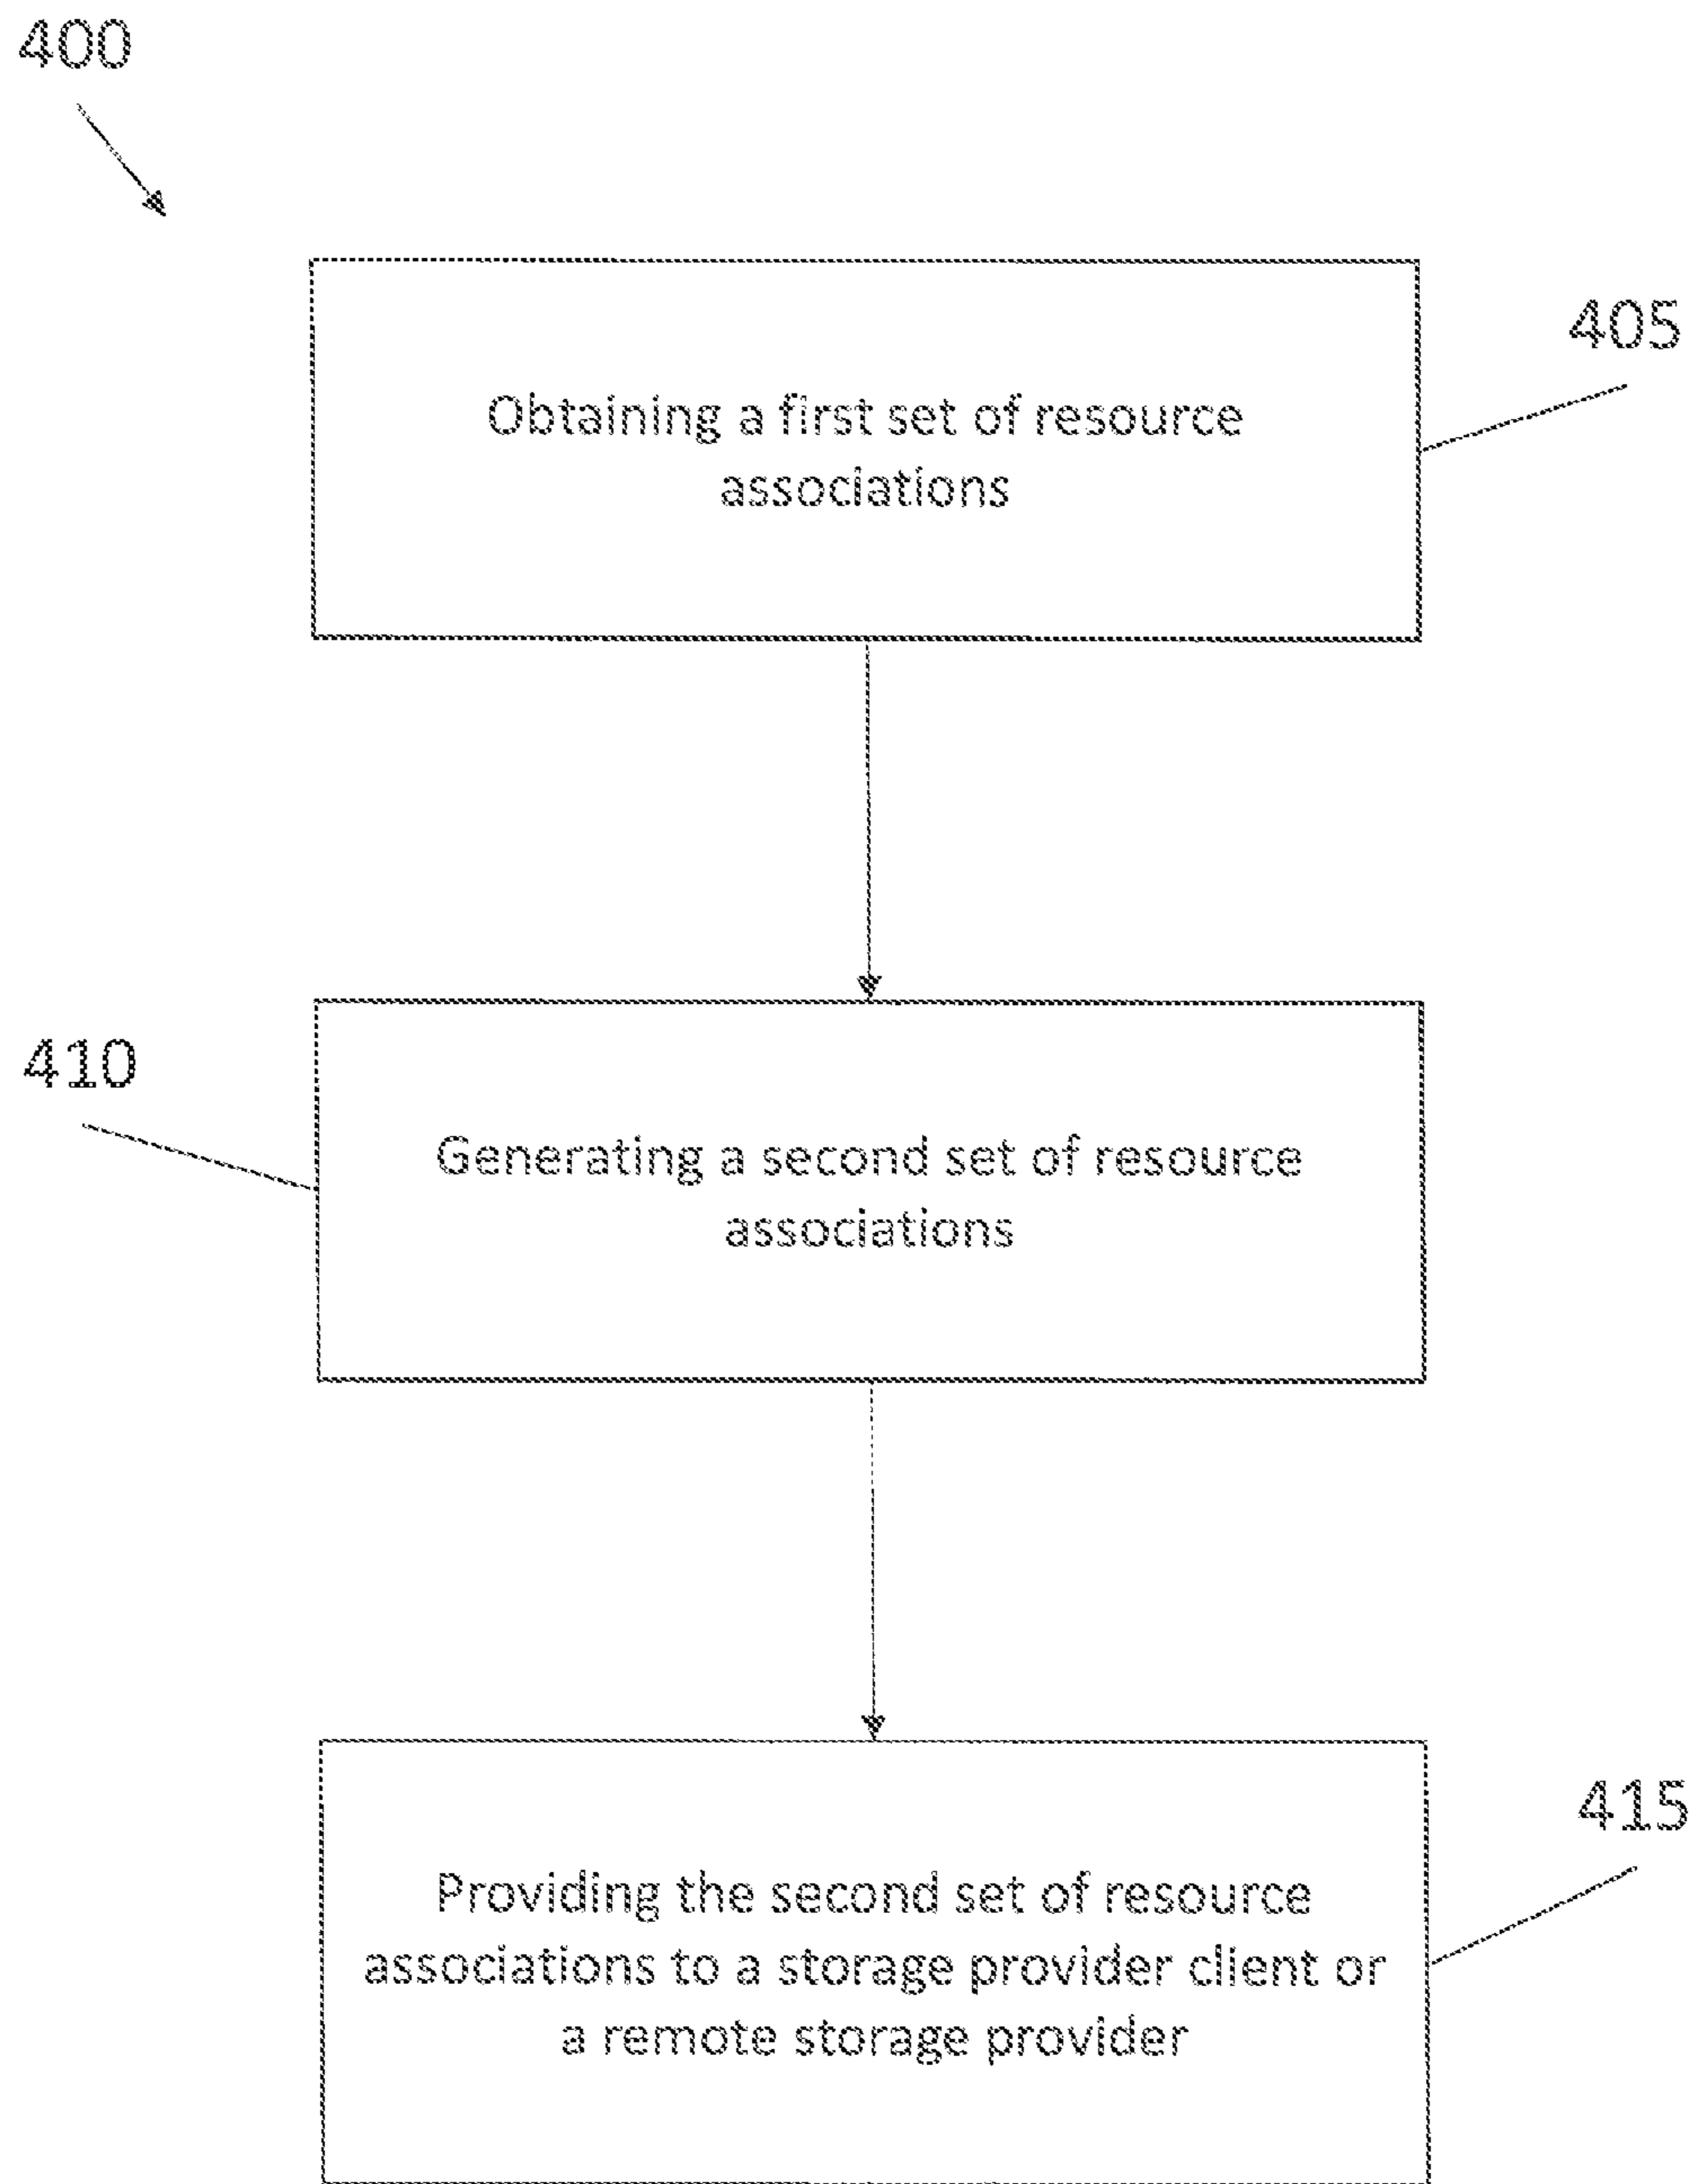 400
405
Obtaining a first set of resource
associations
410
Generating a second set of resource
associations
415
Providing the second set of resource
associations to a storage provider client or
a remote storage provider